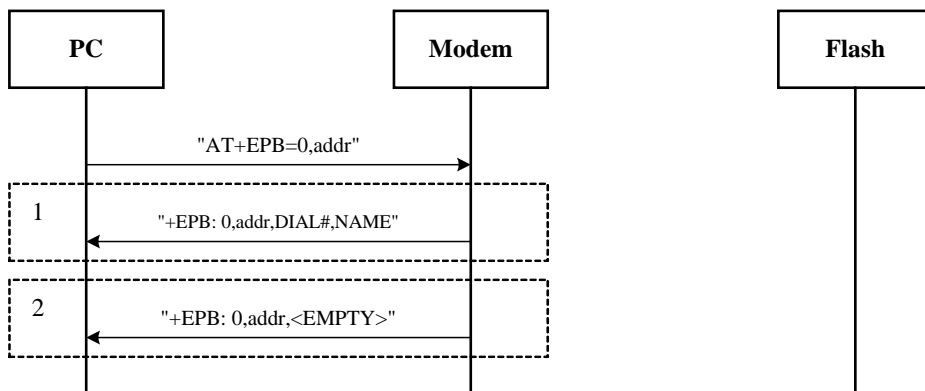 PC
Modem
Flash
"AT+EPB=0,addr"
1
"+EPB: 0,addr,DIAL#,NAME"
2
"+EPB: 0,addr,<EMPTY>"